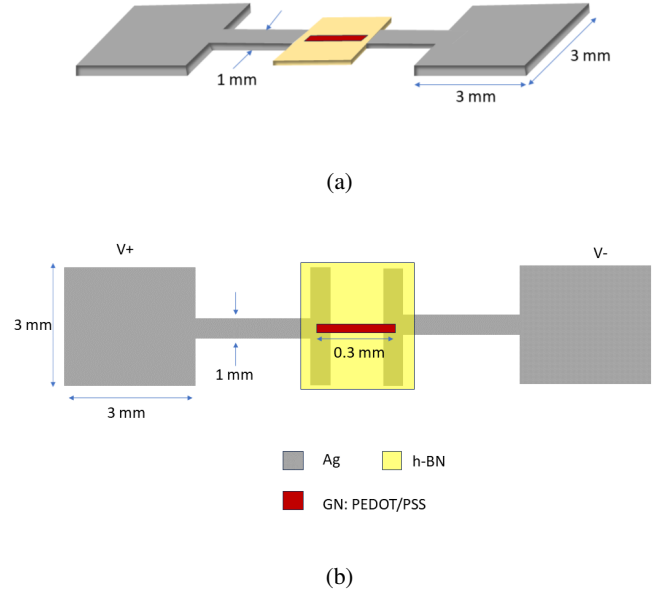 1 mm
3 mm
3 mm
(a)
V+
V-
3 mm
1 mm
0.3 mm
3 mm
Ag
h-BN
GN: PEDOT/PSS
(b)